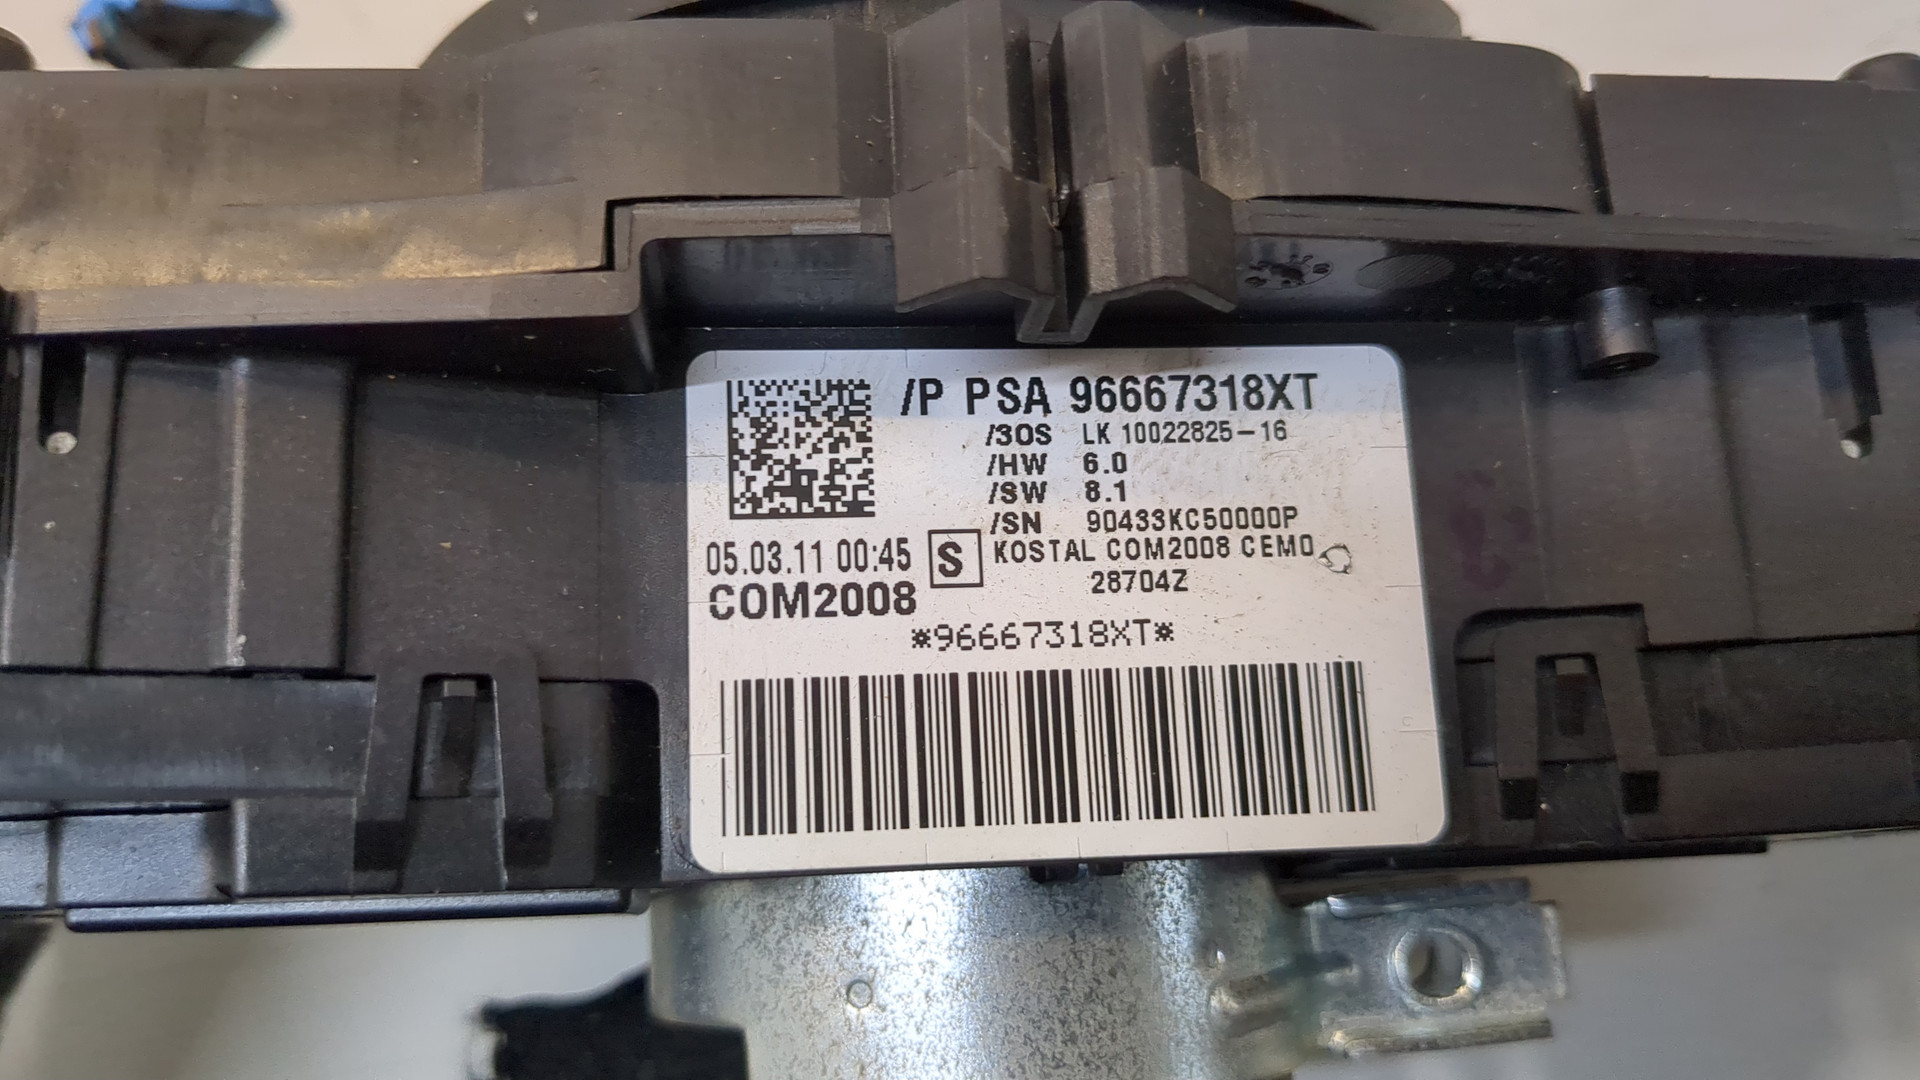 /P PSA 96667318XT
/3OS LK 10022825-16
/HW 6.0
/SW 8.1
/SN 90433KC50000P
05.03.11 00:45 S KOSTAL COM2008 CEMO
COM2008 28704Z
*96667318XT*